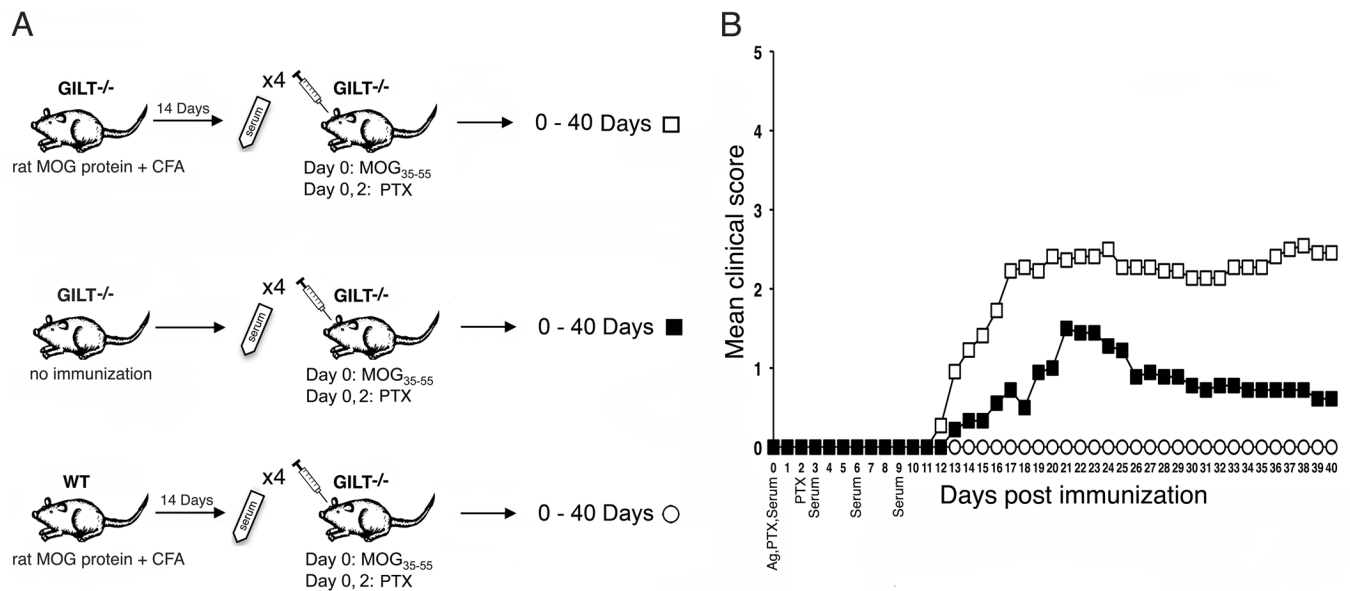 A
GILT-/-
14 Days
x4
serum
GILT-/-
0 - 40 Days
rat MOG protein + CFA
Day 0: MOG35-55
Day 0, 2: PTX
GILT-/-
x4
serum
GILT-/-
0 - 40 Days
no immunization
Day 0: MOG35-55
Day 0, 2: PTX
WT
14 Days
x4
serum
GILT-/-
0 - 40 Days
rat MOG protein + CFA
Day 0: MOG35-55
Day 0, 2: PTX
B
Mean clinical score
5
4
3
2
1
0
0 1 2 3 4 5 6 7 8 9 10 11 12 13 14 15 16 17 18 19 20 21 22 23 24 25 26 27 28 29 30 31 32 33 34 35 36 37 38 39 40
Ag,PTX,Serum
PTX
Serum
Serum
Serum
Days post immunization